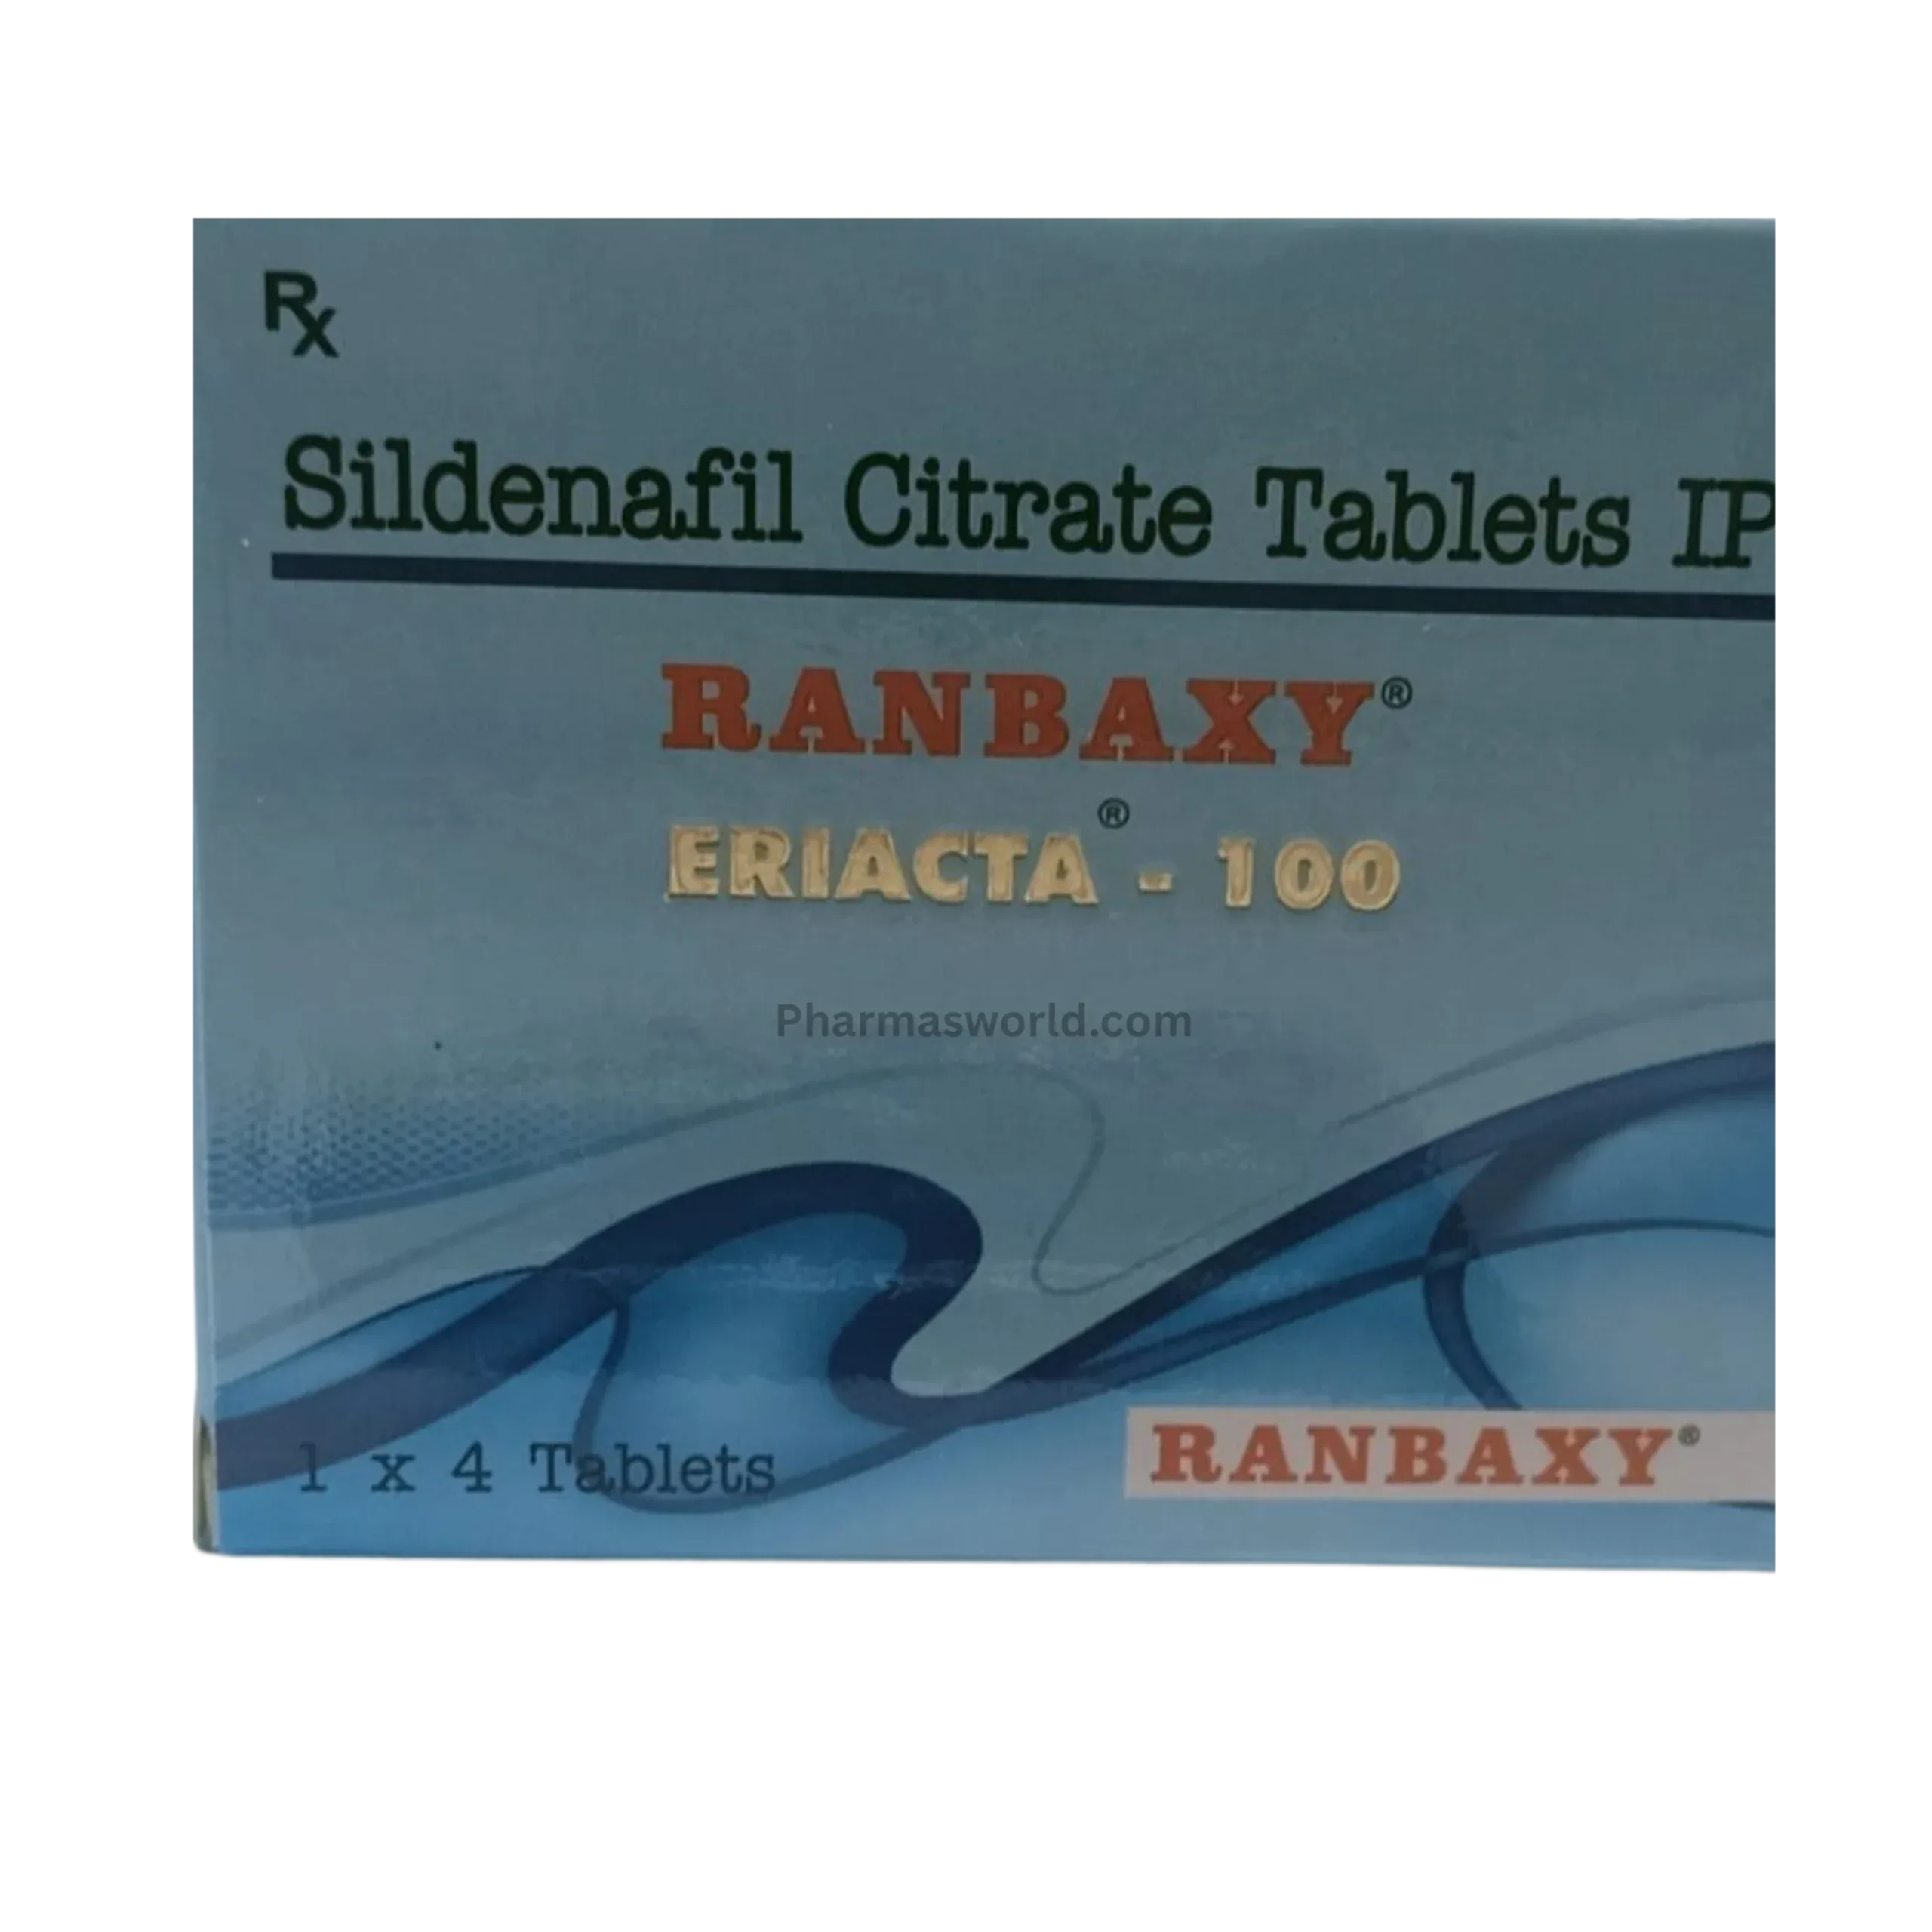 Rx
Sildenafil Citrate Tablets IP
RANBAXY®
ERIACTA® - 100
Pharmasworld.com
1 x 4 Tablets
RANBAXY®